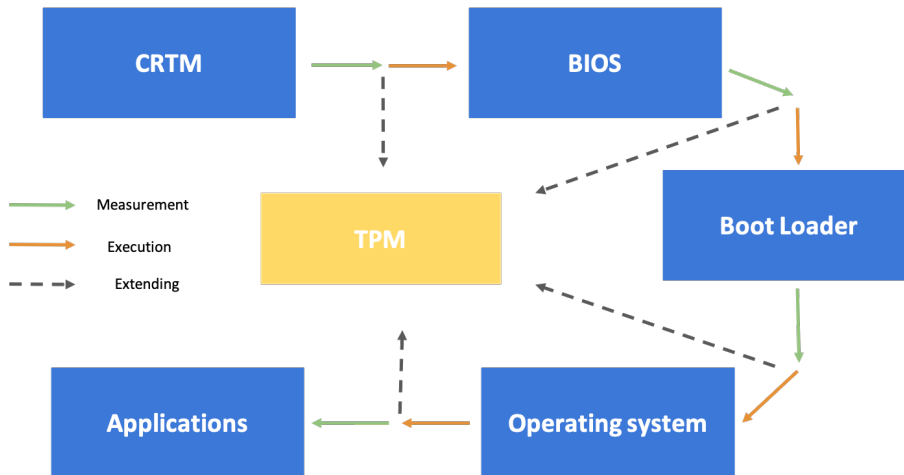 CRTM
BIOS
Measurement
Execution
Extending
TPM
Boot Loader
Applications
Operating system